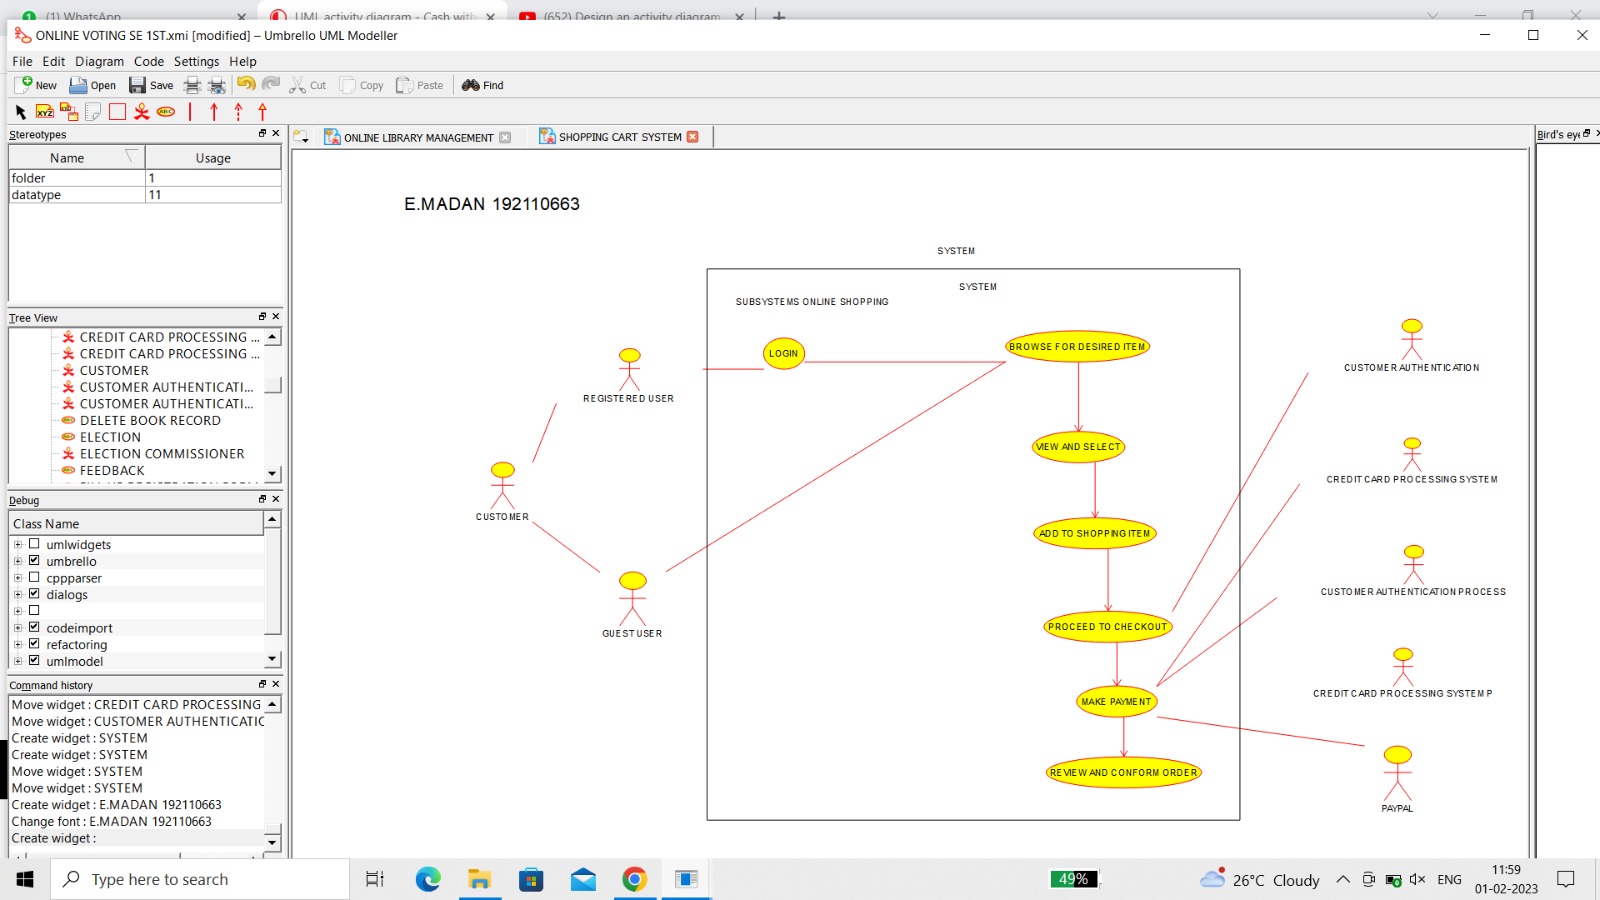 (1) WhatsApp
UML activity diagram - Cash with
(652) Design an activity diagram
ONLINE VOTING SE 1ST.xmi [modified] – Umbrello UML Modeller
File Edit Diagram Code Settings Help
New Open Save Cut Copy Paste Find
XYZ ABC
Stereotypes
Name Usage
folder 1
datatype 11
ONLINE LIBRARY MANAGEMENT SHOPPING CART SYSTEM
Bird's eye
E.MADAN 192110663
SYSTEM
SYSTEM
SUBSYSTEMS ONLINE SHOPPING
LOGIN
BROWSE FOR DESIRED ITEM
REGISTERED USER
CUSTOMER AUTHENTICATION
VIEW AND SELECT
CREDIT CARD PROCESSING SYSTEM
CUSTOMER
ADD TO SHOPPING ITEM
CUSTOMER AUTHENTICATION PROCESS
GUEST USER
PROCEED TO CHECKOUT
CREDIT CARD PROCESSING SYSTEM P
MAKE PAYMENT
REVIEW AND CONFORM ORDER
PAYPAL
Tree View
CREDIT CARD PROCESSING ...
CREDIT CARD PROCESSING ...
CUSTOMER
CUSTOMER AUTHENTICATI...
CUSTOMER AUTHENTICATI...
DELETE BOOK RECORD
ELECTION
ELECTION COMMISSIONER
FEEDBACK
Debug
Class Name
umlwidgets
umbrello
cppparser
dialogs
codeimport
refactoring
umlmodel
Command history
Move widget : CREDIT CARD PROCESSING
Move widget : CUSTOMER AUTHENTICATIC
Create widget : SYSTEM
Create widget : SYSTEM
Move widget : SYSTEM
Move widget : SYSTEM
Create widget : E.MADAN 192110663
Change font : E.MADAN 192110663
Create widget :
Type here to search
49%
26°C Cloudy
ENG
11:59
01-02-2023